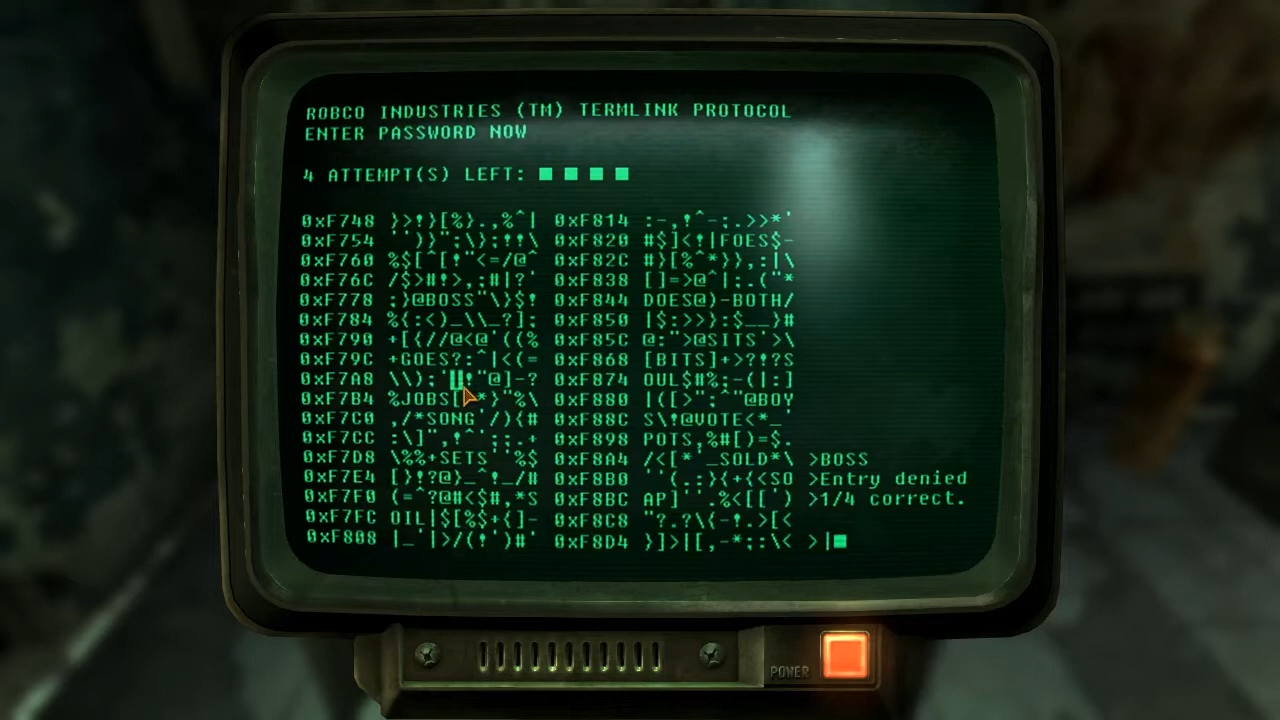 ROBCO INDUSTRIES (TM) TERMLINK PROTOCOL
ENTER PASSWORD NOW
4 ATTEMPT(S) LEFT: ■ ■ ■ ■
0xF748 }>!}[%}.,%^| 0xF814 :-,!^-;.>>*'
0xF754 '')}":\}:!!\ 0xF820 #$]<!|FOES$-
0xF760 %$[^[!"<=/@^ 0xF82C #}[%^*}},:|\
0xF76C /$>#!>,:#|?' 0xF838 []=>@^|;.("*
0xF778 ;}@BOSS"\}$! 0xF844 DOES@)-BOTH/
0xF784 %{:<)_\\_?]; 0xF850 |$:>>}:$__}#
0xF790 +[{//@<@'((% 0xF85C @:">@SITS'>\
0xF79C +GOES?:^|<(= 0xF868 [BITS]+>?!?S
0xF7A8 \\);'|!"@]-? 0xF874 OUL$#%;-(|:]
0xF7B4 %JOBS[ *}"%\ 0xF880 |([>":^"@BOY
0xF7C0 ,/*SONG'/){# 0xF88C S\!@VOTE<*_'
0xF7CC :\]",!^';:.+ 0xF898 POTS,%#[)=$.
0xF7D8 \%%+SETS''%$ 0xF8A4 /<[*'_SOLD*\ >BOSS
0xF7E4 [}!?@}_^!_/# 0xF8B0 ''(.:}{+{<SO >Entry denied
0xF7F0 (=^?@#<$#,*S 0xF8BC AP]''.%<[[') >1/4 correct.
0xF7FC OIL|$[%$+{]- 0xF8C8 "?.?\{-!.>[<
0xF808 |_'|>/(!')#' 0xF8D4 }]>|[,-*;:\< >|■
POWER